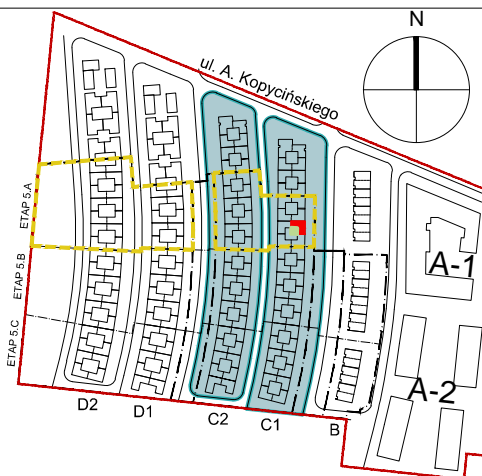 N
ul. A. Kopycińskiego
ETAP 5.A
ETAP 5.B
ETAP 5.C
A-1
A-2
D2
D1
C2
C1
B